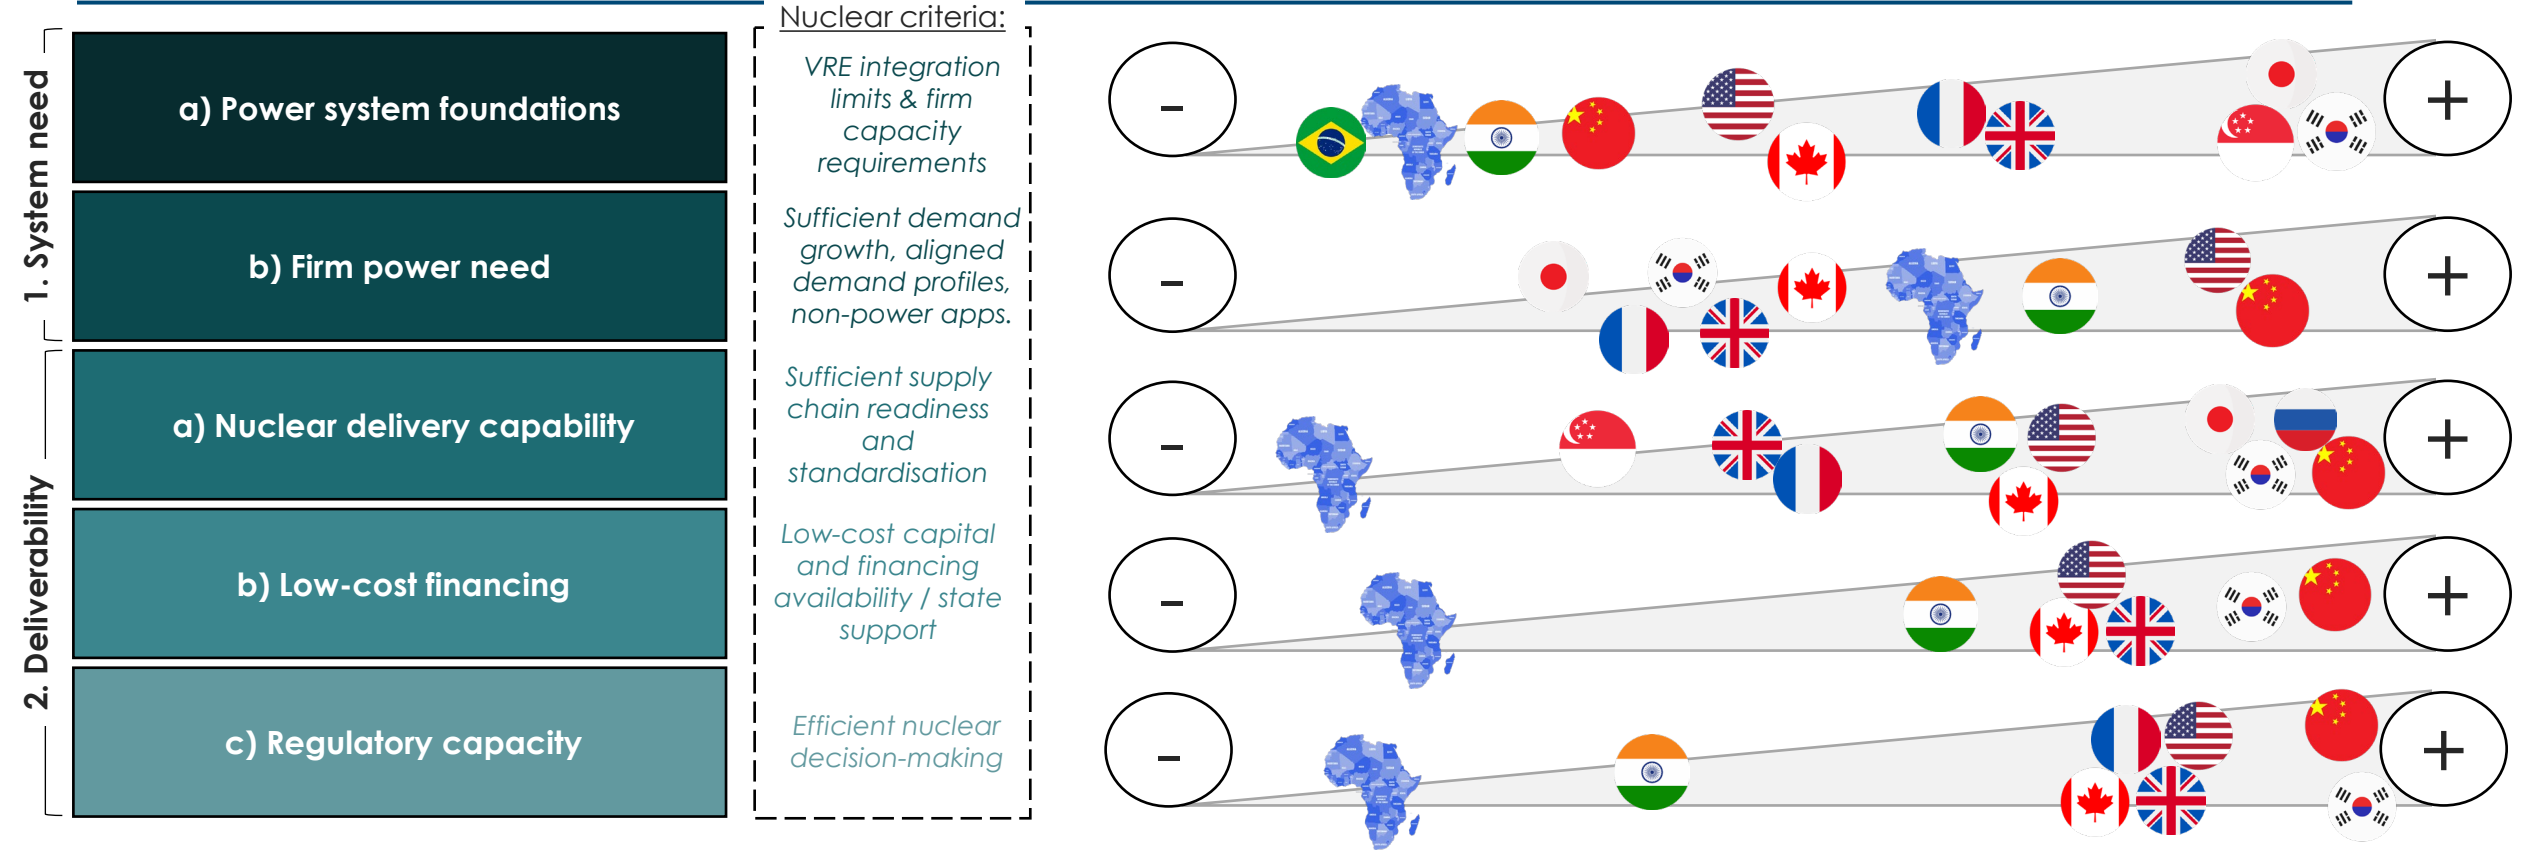 Nuclear criteria:
1. System need
a) Power system foundations
VRE integration
limits & firm
capacity
requirements
-
+
b) Firm power need
Sufficient demand
growth, aligned
demand profiles,
non-power apps.
-
+
2. Deliverability
a) Nuclear delivery capability
Sufficient supply
chain readiness
and
standardisation
-
+
b) Low-cost financing
Low-cost capital
and financing
availability / state
support
-
+
c) Regulatory capacity
Efficient nuclear
decision-making
-
+